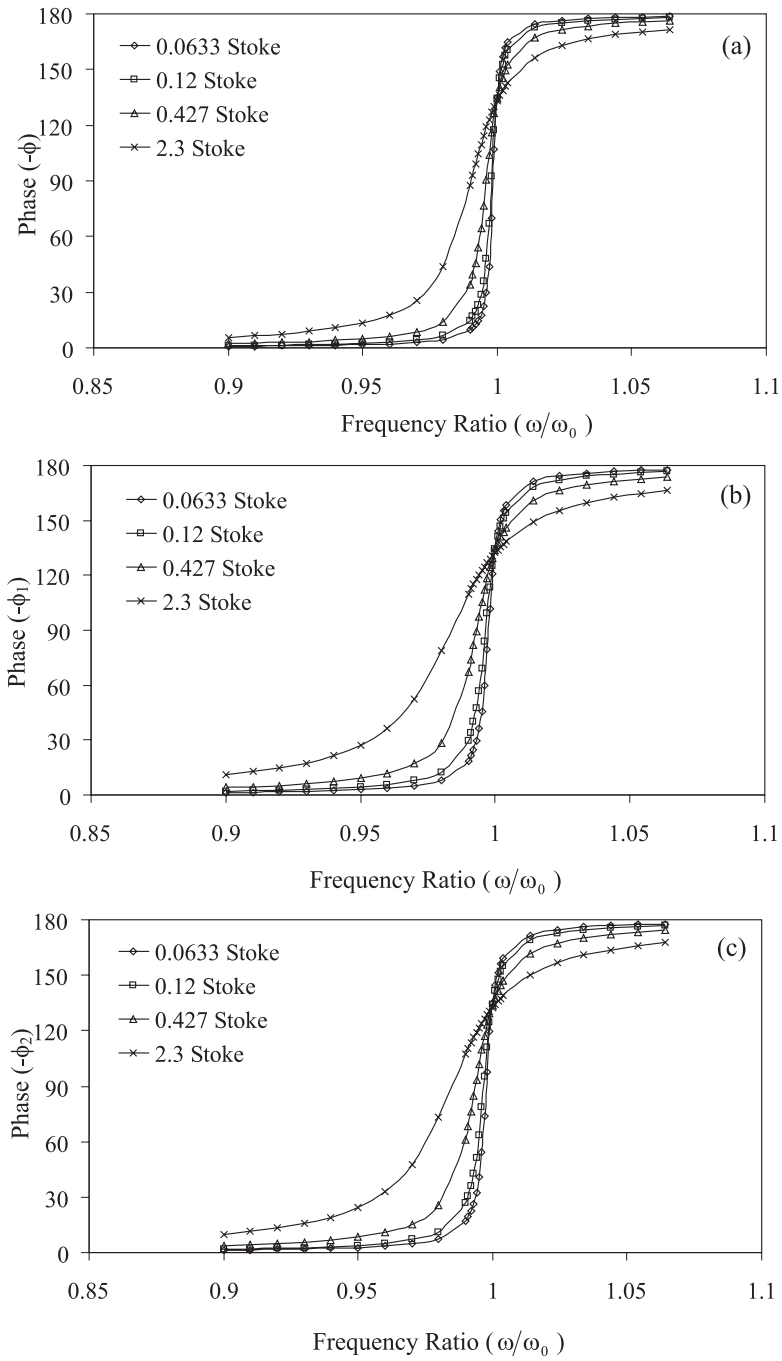 180
150
120
90
60
30
0
Phase (-ϕ)
0.0633 Stoke
0.12 Stoke
0.427 Stoke
2.3 Stoke
(a)
0.85 0.9 0.95 1 1.05 1.1
Frequency Ratio ( ω/ω₀ )
180
150
120
90
60
30
0
Phase (-ϕ₁)
0.0633 Stoke
0.12 Stoke
0.427 Stoke
2.3 Stoke
(b)
0.85 0.9 0.95 1 1.05 1.1
Frequency Ratio ( ω/ω₀ )
180
150
120
90
60
30
0
Phase (-ϕ₂)
0.0633 Stoke
0.12 Stoke
0.427 Stoke
2.3 Stoke
(c)
0.85 0.9 0.95 1 1.05 1.1
Frequency Ratio ( ω/ω₀ )